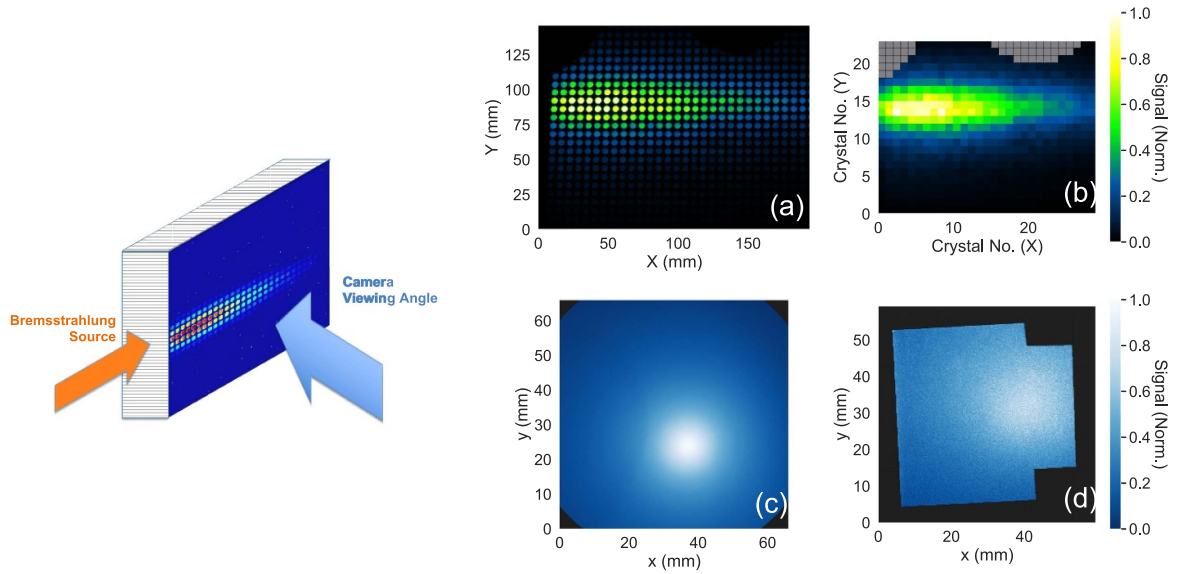 Bremsstrahlung
Source
Camera
Viewing Angle
125
100
75
50
25
0
Y (mm)
0 50 100 150
X (mm)
(a)
20
15
10
5
0
Crystal No. (Y)
0 10 20
Crystal No. (X)
(b)
1.0
0.8
0.6
0.4
0.2
0.0
Signal (Norm.)
60
50
40
30
20
10
0
y (mm)
0 20 40 60
x (mm)
(c)
50
40
30
20
10
0
y (mm)
0 20 40
x (mm)
(d)
1.0
0.8
0.6
0.4
0.2
0.0
Signal (Norm.)